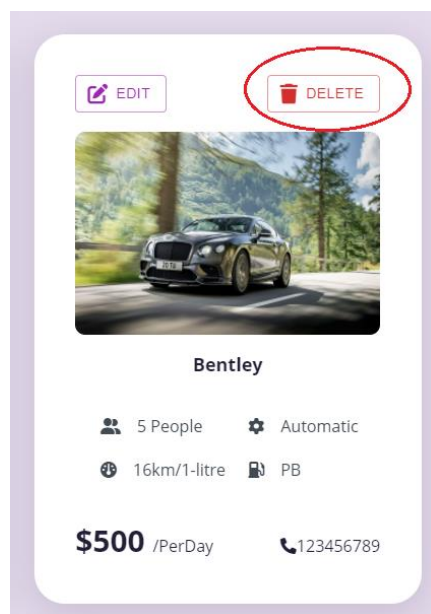 EDIT DELETE
Bentley
5 People Automatic
16km/1-litre PB
$500 /PerDay 123456789